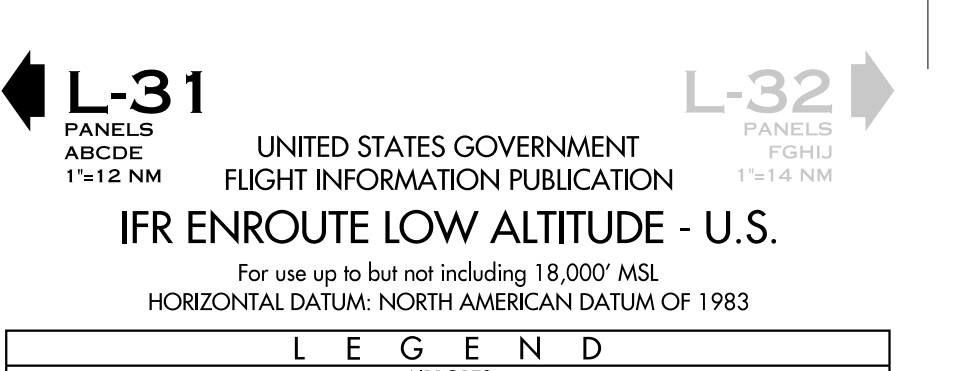 L-31
PANELS
ABCDE
1"=12 NM
L-32
PANELS
FGHIJ
1"=14 NM
UNITED STATES GOVERNMENT
FLIGHT INFORMATION PUBLICATION
IFR ENROUTE LOW ALTITUDE - U.S.
For use up to but not including 18,000' MSL
HORIZONTAL DATUM: NORTH AMERICAN DATUM OF 1983
LEGEND